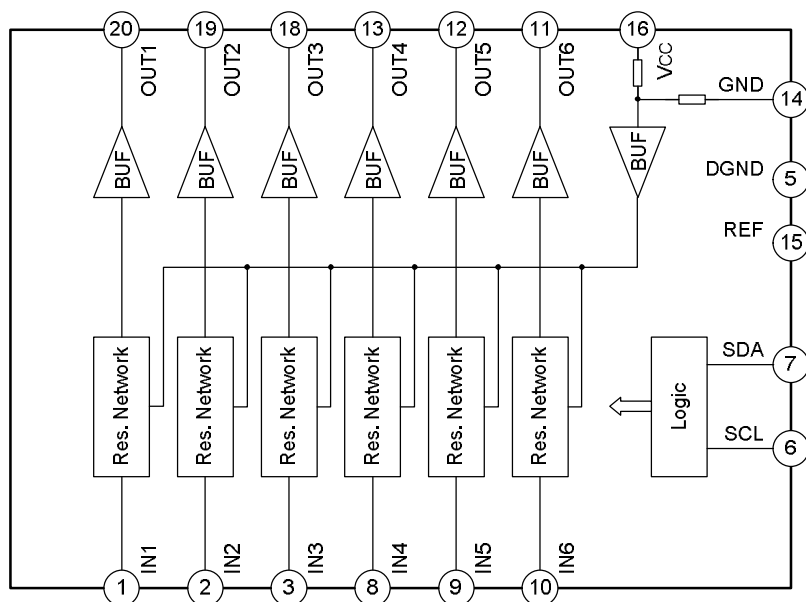 20 19 18 13 12 11 16
OUT1 OUT2 OUT3 OUT4 OUT5 OUT6 VCC
GND 14
BUF BUF BUF BUF BUF BUF BUF
DGND 5
REF 15
Res. Network Res. Network Res. Network Res. Network Res. Network Res. Network Logic
SDA 7
SCL 6
IN1 IN2 IN3 IN4 IN5 IN6
1 2 3 8 9 10